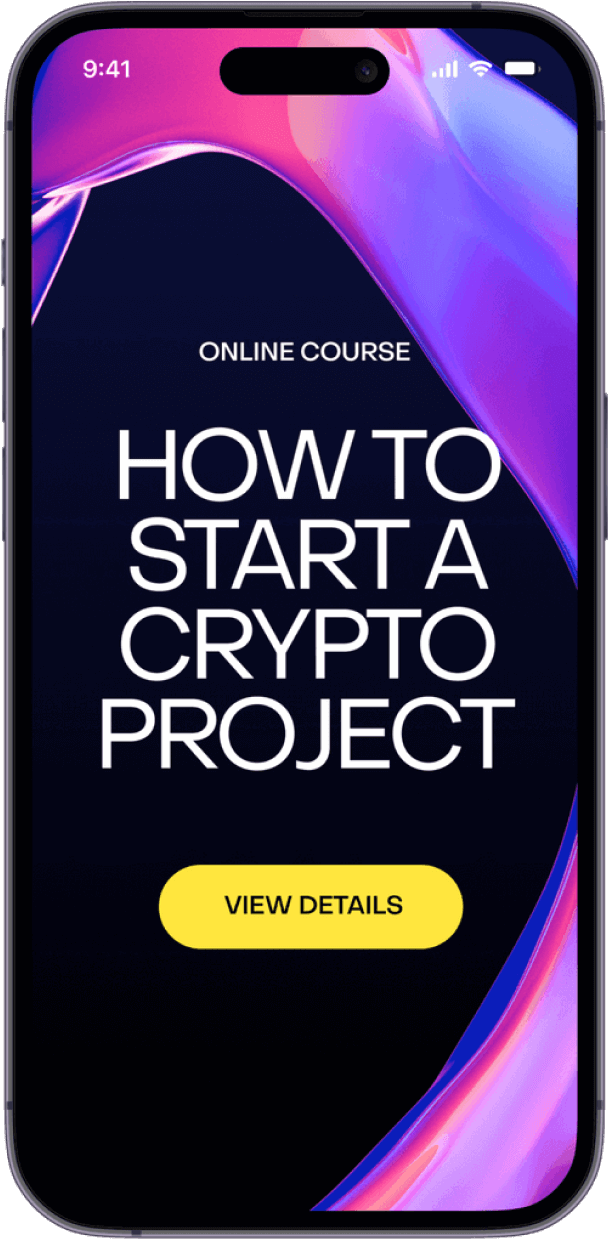 9:41
ONLINE COURSE
HOW TO
START A
CRYPTO
PROJECT
VIEW DETAILS